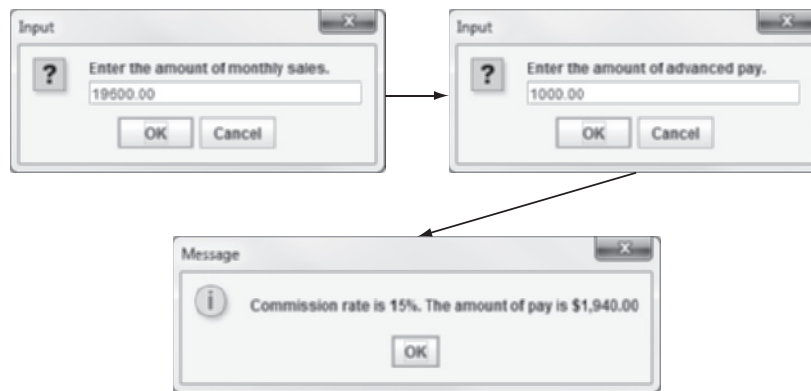 Input
Enter the amount of monthly sales.
19600.00
OK Cancel
Input
Enter the amount of advanced pay.
1000.00
OK Cancel
Message
Commission rate is 15%. The amount of pay is $1,940.00
OK